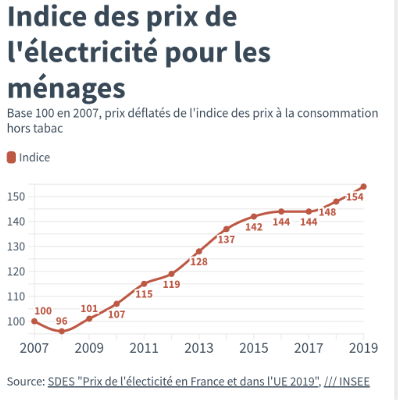 Indice des prix de
l'électricité pour les
ménages
Base 100 en 2007, prix déflatés de l'indice des prix à la consommation
hors tabac
Indice
150
140
130
120
110
100
100
96
101
107
115
119
128
137
142
144
144
148
154
2007 2009 2011 2013 2015 2017 2019
Source: SDES "Prix de l'électicité en France et dans l'UE 2019", /// INSEE